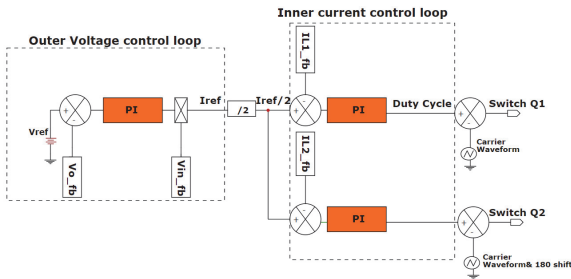 Inner current control loop
Outer Voltage control loop
IL1_fb
PI
Iref
/2
Iref/2
PI
Duty Cycle
Switch Q1
Vref
Vo_fb
Vin_fb
Carrier
Waveform
IL2_fb
PI
Switch Q2
Carrier
Waveform& 180 shift